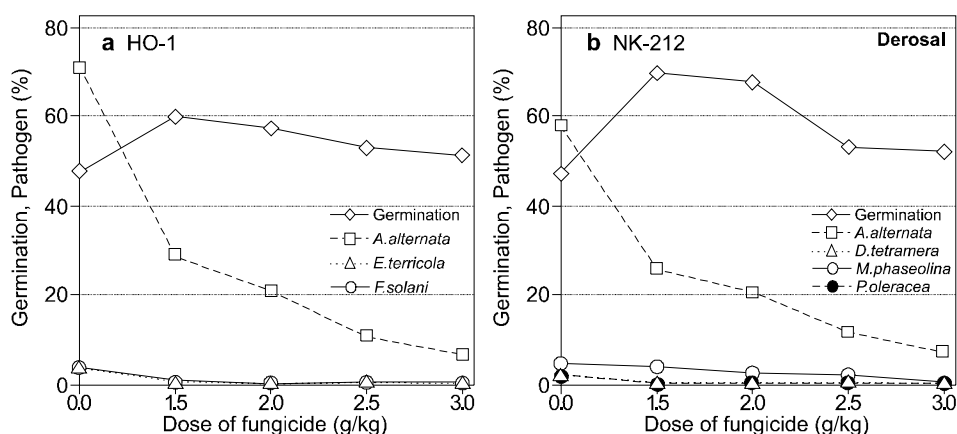 a HO-1
Germination, Pathogen (%)
80
60
40
20
0
Germination
A.alternata
E.terricola
F.solani
0.0 1.5 2.0 2.5 3.0
Dose of fungicide (g/kg)
b NK-212
Derosal
Germination, Pathogen (%)
80
60
40
20
0
Germination
A.alternata
D.tetramera
M.phaseolina
P.oleracea
0.0 1.5 2.0 2.5 3.0
Dose of fungicide (g/kg)